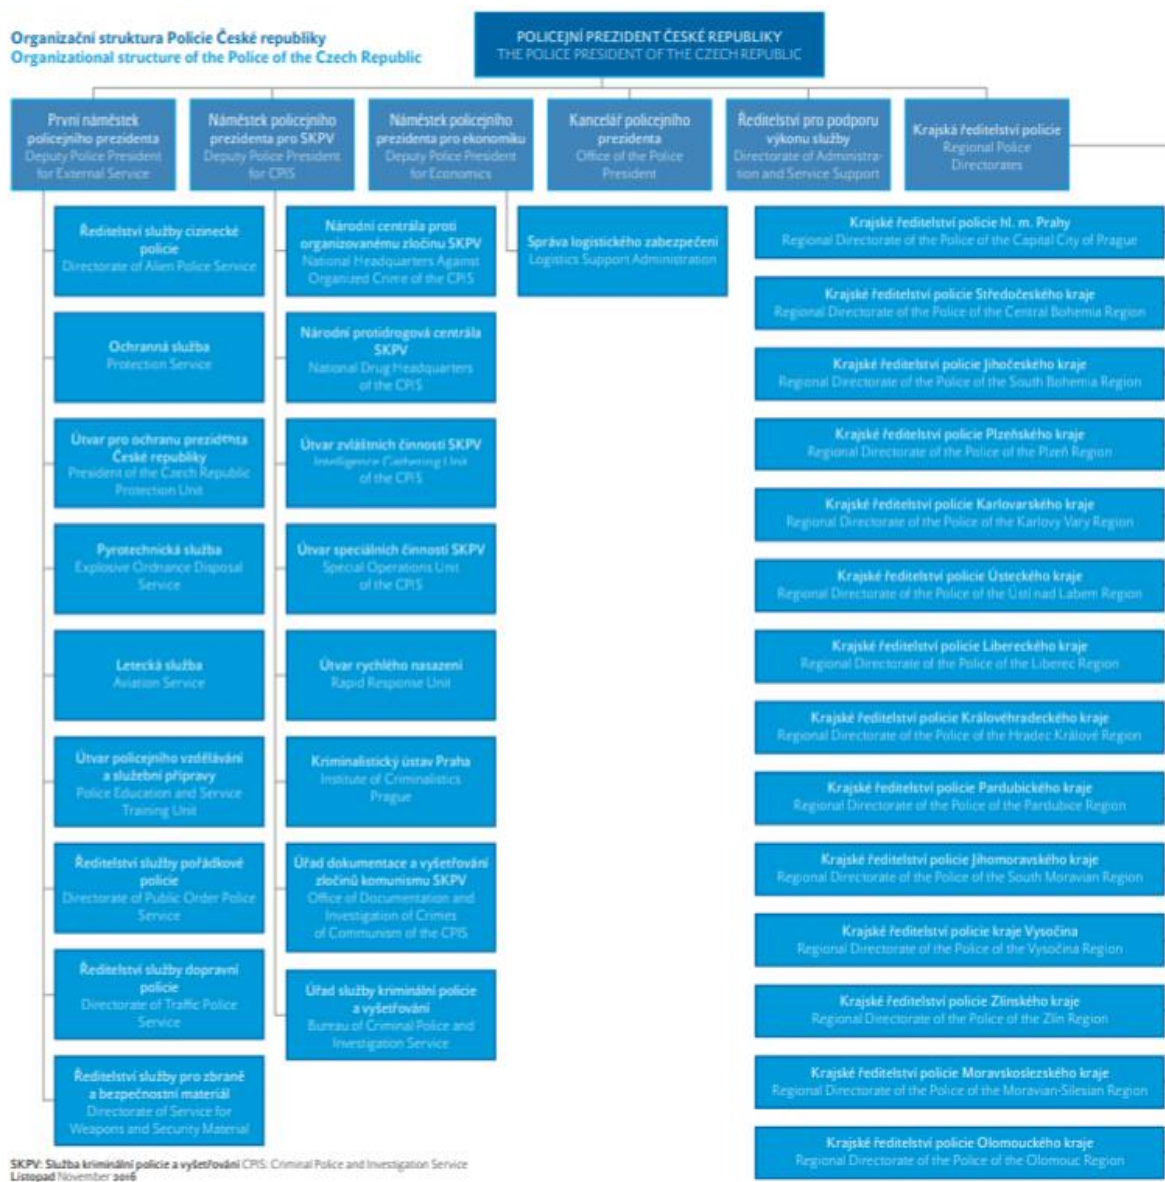 Organizační struktura Policie České republiky
Organizational structure of the Police of the Czech Republic
POLICEJNÍ PREZIDENT ČESKÉ REPUBLIKY
THE POLICE PRESIDENT OF THE CZECH REPUBLIC
První náměstek
policejního prezidenta
Deputy Police President
for External Service
Náměstek policejního
prezidenta pro SKPV
Deputy Police President
for CPIS
Náměstek policejního
prezidenta pro ekonomiku
Deputy Police President
for Economics
Kancelář policejního
prezidenta
Office of the Police
President
Ředitelství pro podporu
výkonu služby
Directorate of Administra-
tion and Service Support
Krajská ředitelství policie
Regional Police
Directorates
Ředitelství služby cizinecké
policie
Directorate of Alien Police Service
Ochranná služba
Protection Service
Útvar pro ochranu prezidenta
České republiky
President of the Czech Republic
Protection Unit
Pyrotechnická služba
Explosive Ordnance Disposal
Service
Letecká služba
Aviation Service
Útvar policejního vzdělávání
a služební přípravy
Police Education and Service
Training Unit
Ředitelství služby pořádkové
policie
Directorate of Public Order Police
Service
Ředitelství služby dopravní
policie
Directorate of Traffic Police
Service
Ředitelství služby pro zbraně
a bezpečnostní materiál
Directorate of Service for
Weapons and Security Material
Národní centrála proti
organizovanému zločinu SKPV
National Headquarters Against
Organized Crime of the CPIS
Národní protidrogová centrála
SKPV
National Drug Headquarters
of the CPIS
Útvar zvláštních činností SKPV
Intelligence Gathering Unit
of the CPIS
Útvar speciálních činností SKPV
Special Operations Unit
of the CPIS
Útvar rychlého nasazení
Rapid Response Unit
Kriminalistický ústav Praha
Institute of Criminalistics
Prague
Úřad dokumentace a vyšetřování
zločinů komunismu SKPV
Office of Documentation and
Investigation of Crimes
of Communism of the CPIS
Úřad služby kriminální policie
a vyšetřování
Bureau of Criminal Police and
Investigation Service
Správa logistického zabezpečení
Logistics Support Administration
Krajské ředitelství policie hl. m. Prahy
Regional Directorate of the Police of the Capital City of Prague
Krajské ředitelství policie Středočeského kraje
Regional Directorate of the Police of the Central Bohemia Region
Krajské ředitelství policie Jihočeského kraje
Regional Directorate of the Police of the South Bohemia Region
Krajské ředitelství policie Plzeňského kraje
Regional Directorate of the Police of the Plzeň Region
Krajské ředitelství policie Karlovarského kraje
Regional Directorate of the Police of the Karlovy Vary Region
Krajské ředitelství policie Ústeckého kraje
Regional Directorate of the Police of the Ústí nad Labem Region
Krajské ředitelství policie Libereckého kraje
Regional Directorate of the Police of the Liberec Region
Krajské ředitelství policie Královéhradeckého kraje
Regional Directorate of the Police of the Hradec Králové Region
Krajské ředitelství policie Pardubického kraje
Regional Directorate of the Police of the Pardubice Region
Krajské ředitelství policie Jihomoravského kraje
Regional Directorate of the Police of the South Moravian Region
Krajské ředitelství policie kraje Vysočina
Regional Directorate of the Police of the Vysočina Region
Krajské ředitelství policie Zlínského kraje
Regional Directorate of the Police of the Zlín Region
Krajské ředitelství policie Moravskoslezského kraje
Regional Directorate of the Police of the Moravian-Silesian Region
Krajské ředitelství policie Olomouckého kraje
Regional Directorate of the Police of the Olomouc Region
SKPV: Služba kriminální policie a vyšetřování CPIS: Criminal Police and Investigation Service
Listopad November 2016